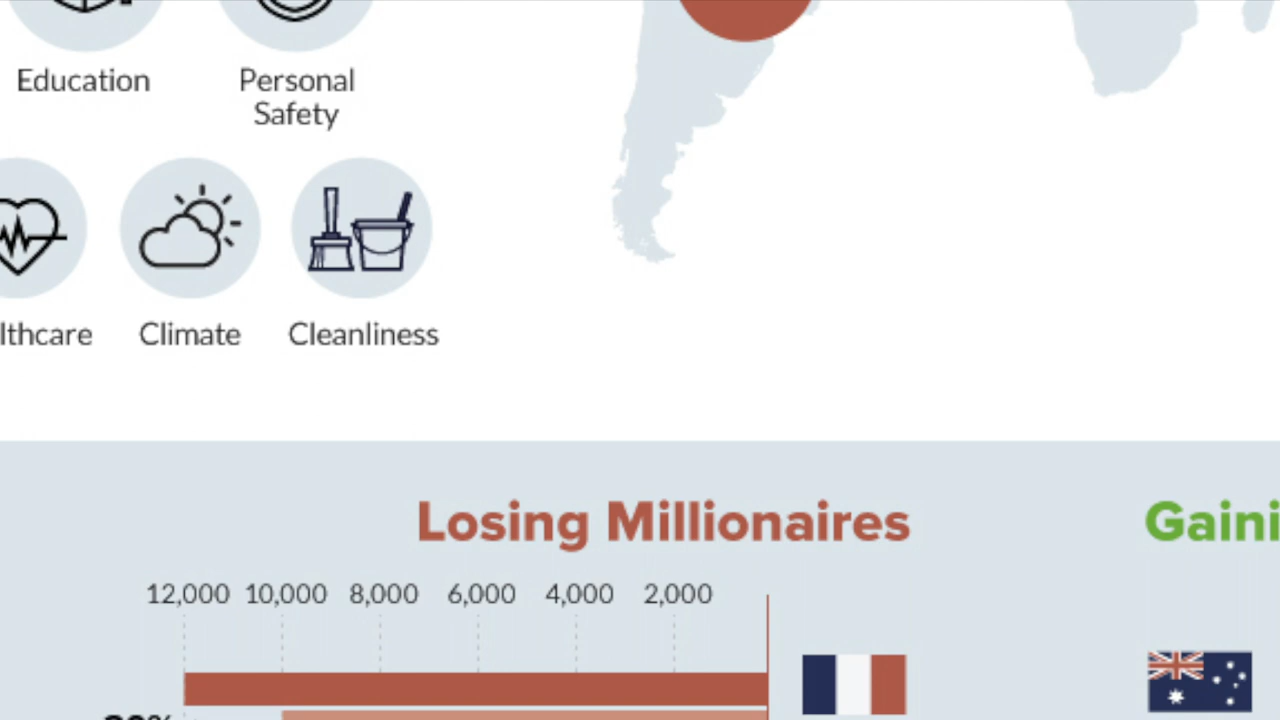 Education
Personal
Safety
lthcare
Climate
Cleanliness
Losing Millionaires
Gaini
12,000 10,000 8,000 6,000 4,000 2,000